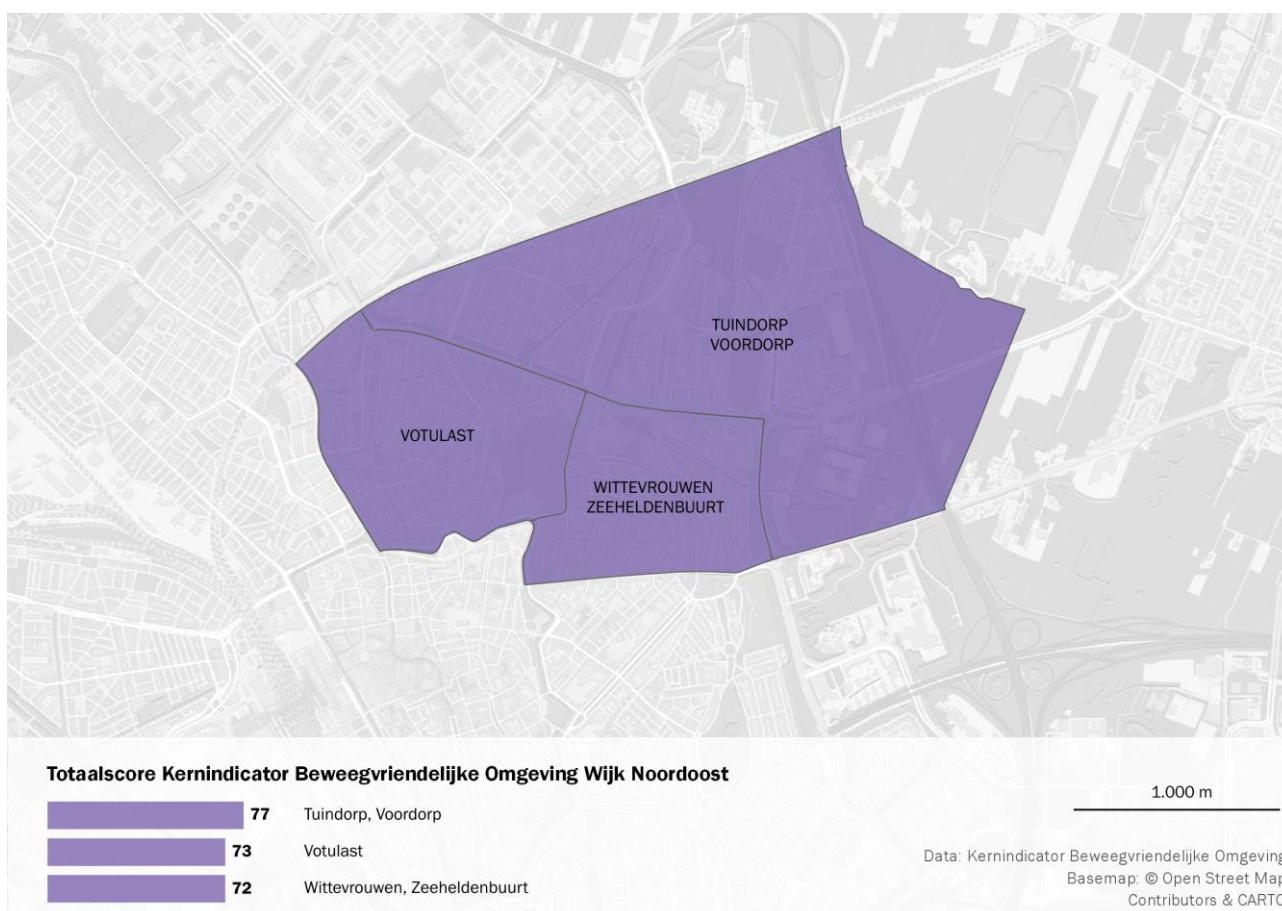 TUINDORP
VOORDORP
VOTULAST
WITTEVROUWEN
ZEEHELDENBUURT
Totaalscore Kernindicator Beweegvriendelijke Omgeving Wijk Noordoost
77 Tuindorp, Voordorp
73 Votulast
72 Wittevrouwen, Zeeheldenbuurt
1.000 m
Data: Kernindicator Beweegvriendelijke Omgeving
Basemap: © Open Street Map
Contributors & CARTO